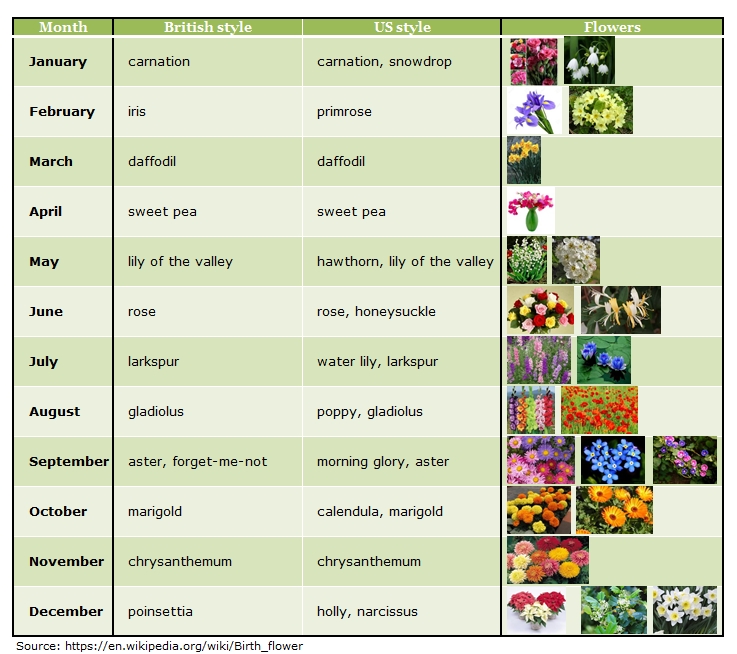 Month British style US style Flowers
January carnation carnation, snowdrop
February iris primrose
March daffodil daffodil
April sweet pea sweet pea
May lily of the valley hawthorn, lily of the valley
June rose rose, honeysuckle
July larkspur water lily, larkspur
August gladiolus poppy, gladiolus
September aster, forget-me-not morning glory, aster
October marigold calendula, marigold
November chrysanthemum chrysanthemum
December poinsettia holly, narcissus
Source: https://en.wikipedia.org/wiki/Birth_flower